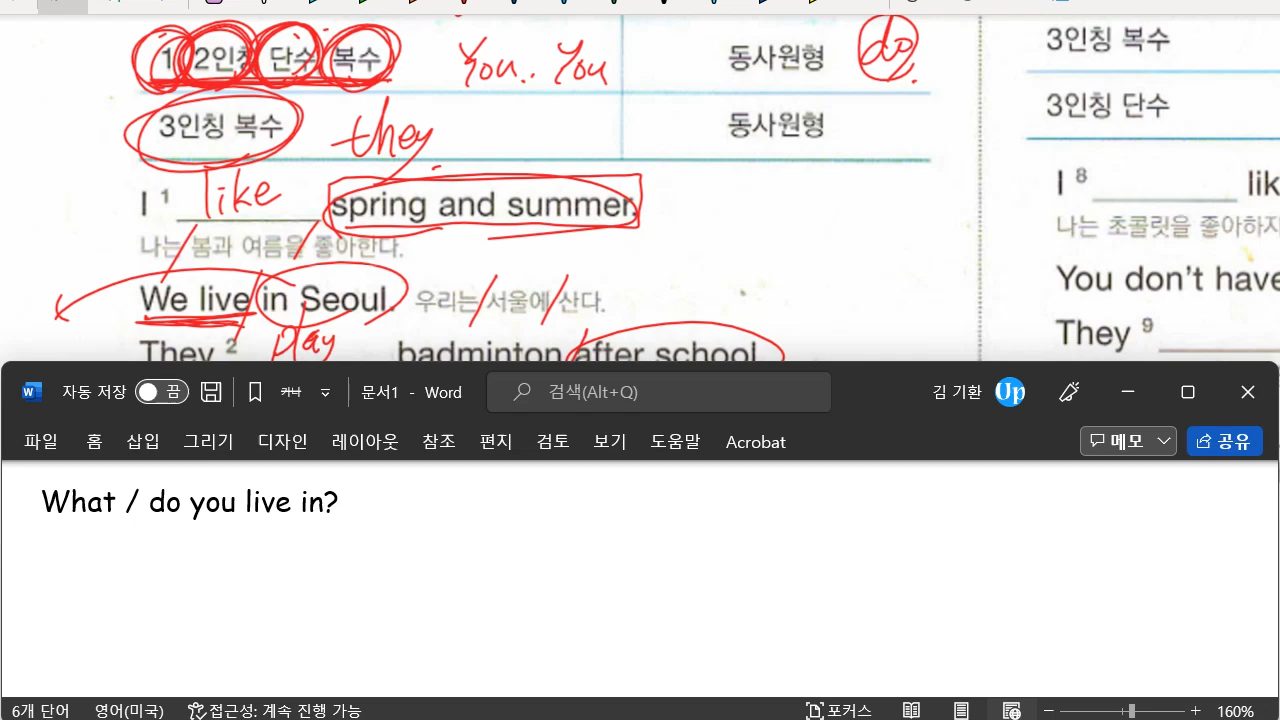 1, 2인칭 단수 복수 You.. You 동사원형 do.
3인칭 복수 they 동사원형
I 1 like spring and summer.
나는 봄과 여름을 좋아한다.
We live in Seoul. 우리는 서울에 산다.
They 2 play badminton after school
3인칭 복수
3인칭 단수
I 8 lik
나는 초콜릿을 좋아하지
You don't have
They 9
자동 저장 끔 가나 문서1 - Word 검색(Alt+Q) 김 기환 Up
파일 홈 삽입 그리기 디자인 레이아웃 참조 편지 검토 보기 도움말 Acrobat 메모 공유
What / do you live in?
6개 단어 영어(미국) 접근성: 계속 진행 가능 포커스 160%